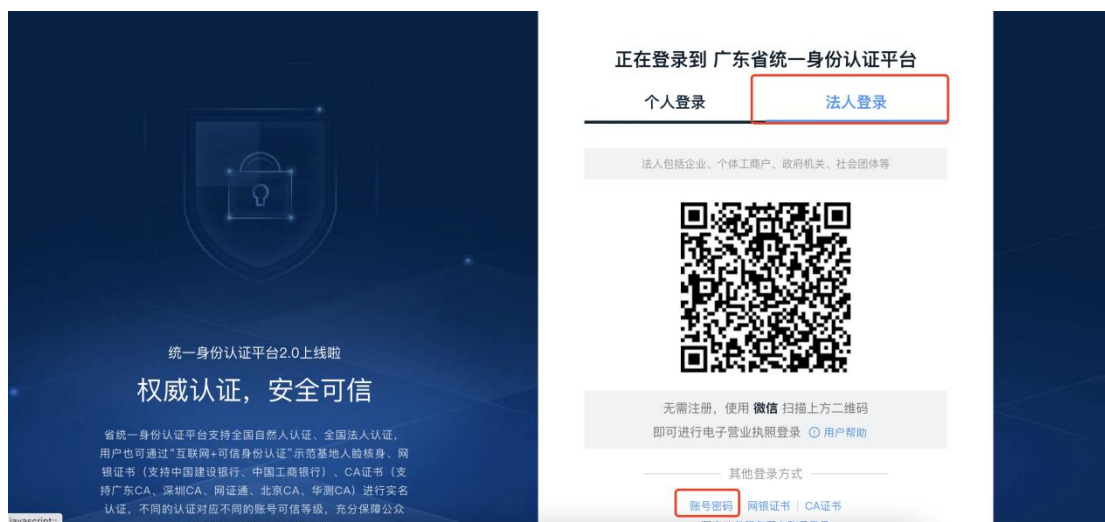 统一身份认证平台2.0上线啦
权威认证，安全可信
省统一身份认证平台支持全国自然人认证、全国法人认证，
用户也可通过“互联网+可信身份认证”示范基地人脸核身、网
银证书（支持中国建设银行、中国工商银行）、CA证书（支
持广东CA、深圳CA、网证通、北京CA、华测CA）进行实名
认证，不同的认证对应不同的账号可信等级，充分保障公众
正在登录到 广东省统一身份认证平台
个人登录 法人登录
法人包括企业、个体工商户、政府机关、社会团体等
无需注册，使用 微信 扫描上方二维码
即可进行电子营业执照登录 用户帮助
其他登录方式
账号密码 | 网银证书 | CA证书